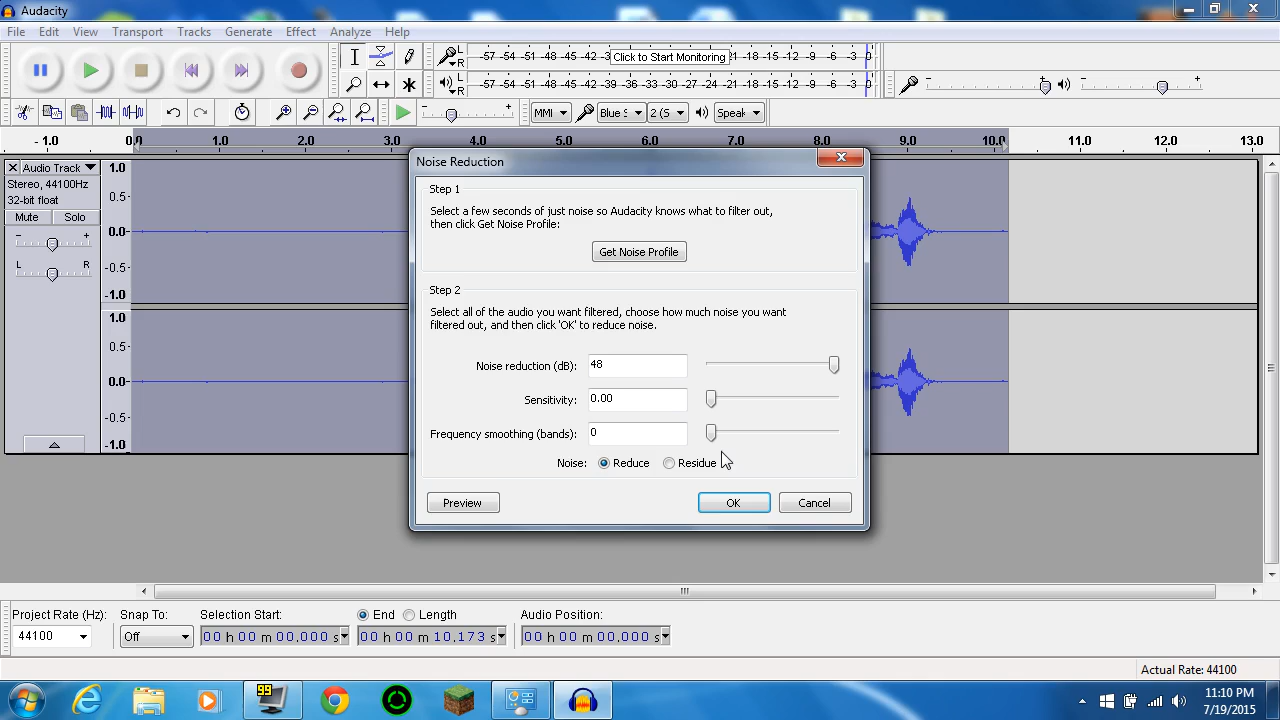 Audacity
File Edit View Transport Tracks Generate Effect Analyze Help
L
R
-57 -54 -51 -48 -45 -42 Click to Start Monitoring -18 -15 -12 -9 -6 -3 0
L
R
-57 -54 -51 -48 -45 -42 -39 -36 -33 -30 -27 -24 -21 -18 -15 -12 -9 -6 -3 0
- + - +
- + MMI Blue S 2 (S Speak
- 1.0 0.0 1.0 2.0 3.0 4.0 5.0 6.0 7.0 8.0 9.0 10.0 11.0 12.0 13.0
Audio Track
Stereo, 44100Hz
32-bit float
Mute Solo
- +
L R
1.0
0.5-
0.0-
-0.5-
-1.0
1.0
0.5-
0.0-
-0.5-
-1.0
Noise Reduction
Step 1
Select a few seconds of just noise so Audacity knows what to filter out,
then click Get Noise Profile:
Get Noise Profile
Step 2
Select all of the audio you want filtered, choose how much noise you want
filtered out, and then click 'OK' to reduce noise.
Noise reduction (dB): 48
Sensitivity: 0.00
Frequency smoothing (bands): 0
Noise: Reduce Residue
Preview OK Cancel
Project Rate (Hz): Snap To: Selection Start: End Length Audio Position:
44100 Off 00 h 00 m 00.000 s 00 h 00 m 10.173 s 00 h 00 m 00.000 s
Actual Rate: 44100
99
11:10 PM
7/19/2015